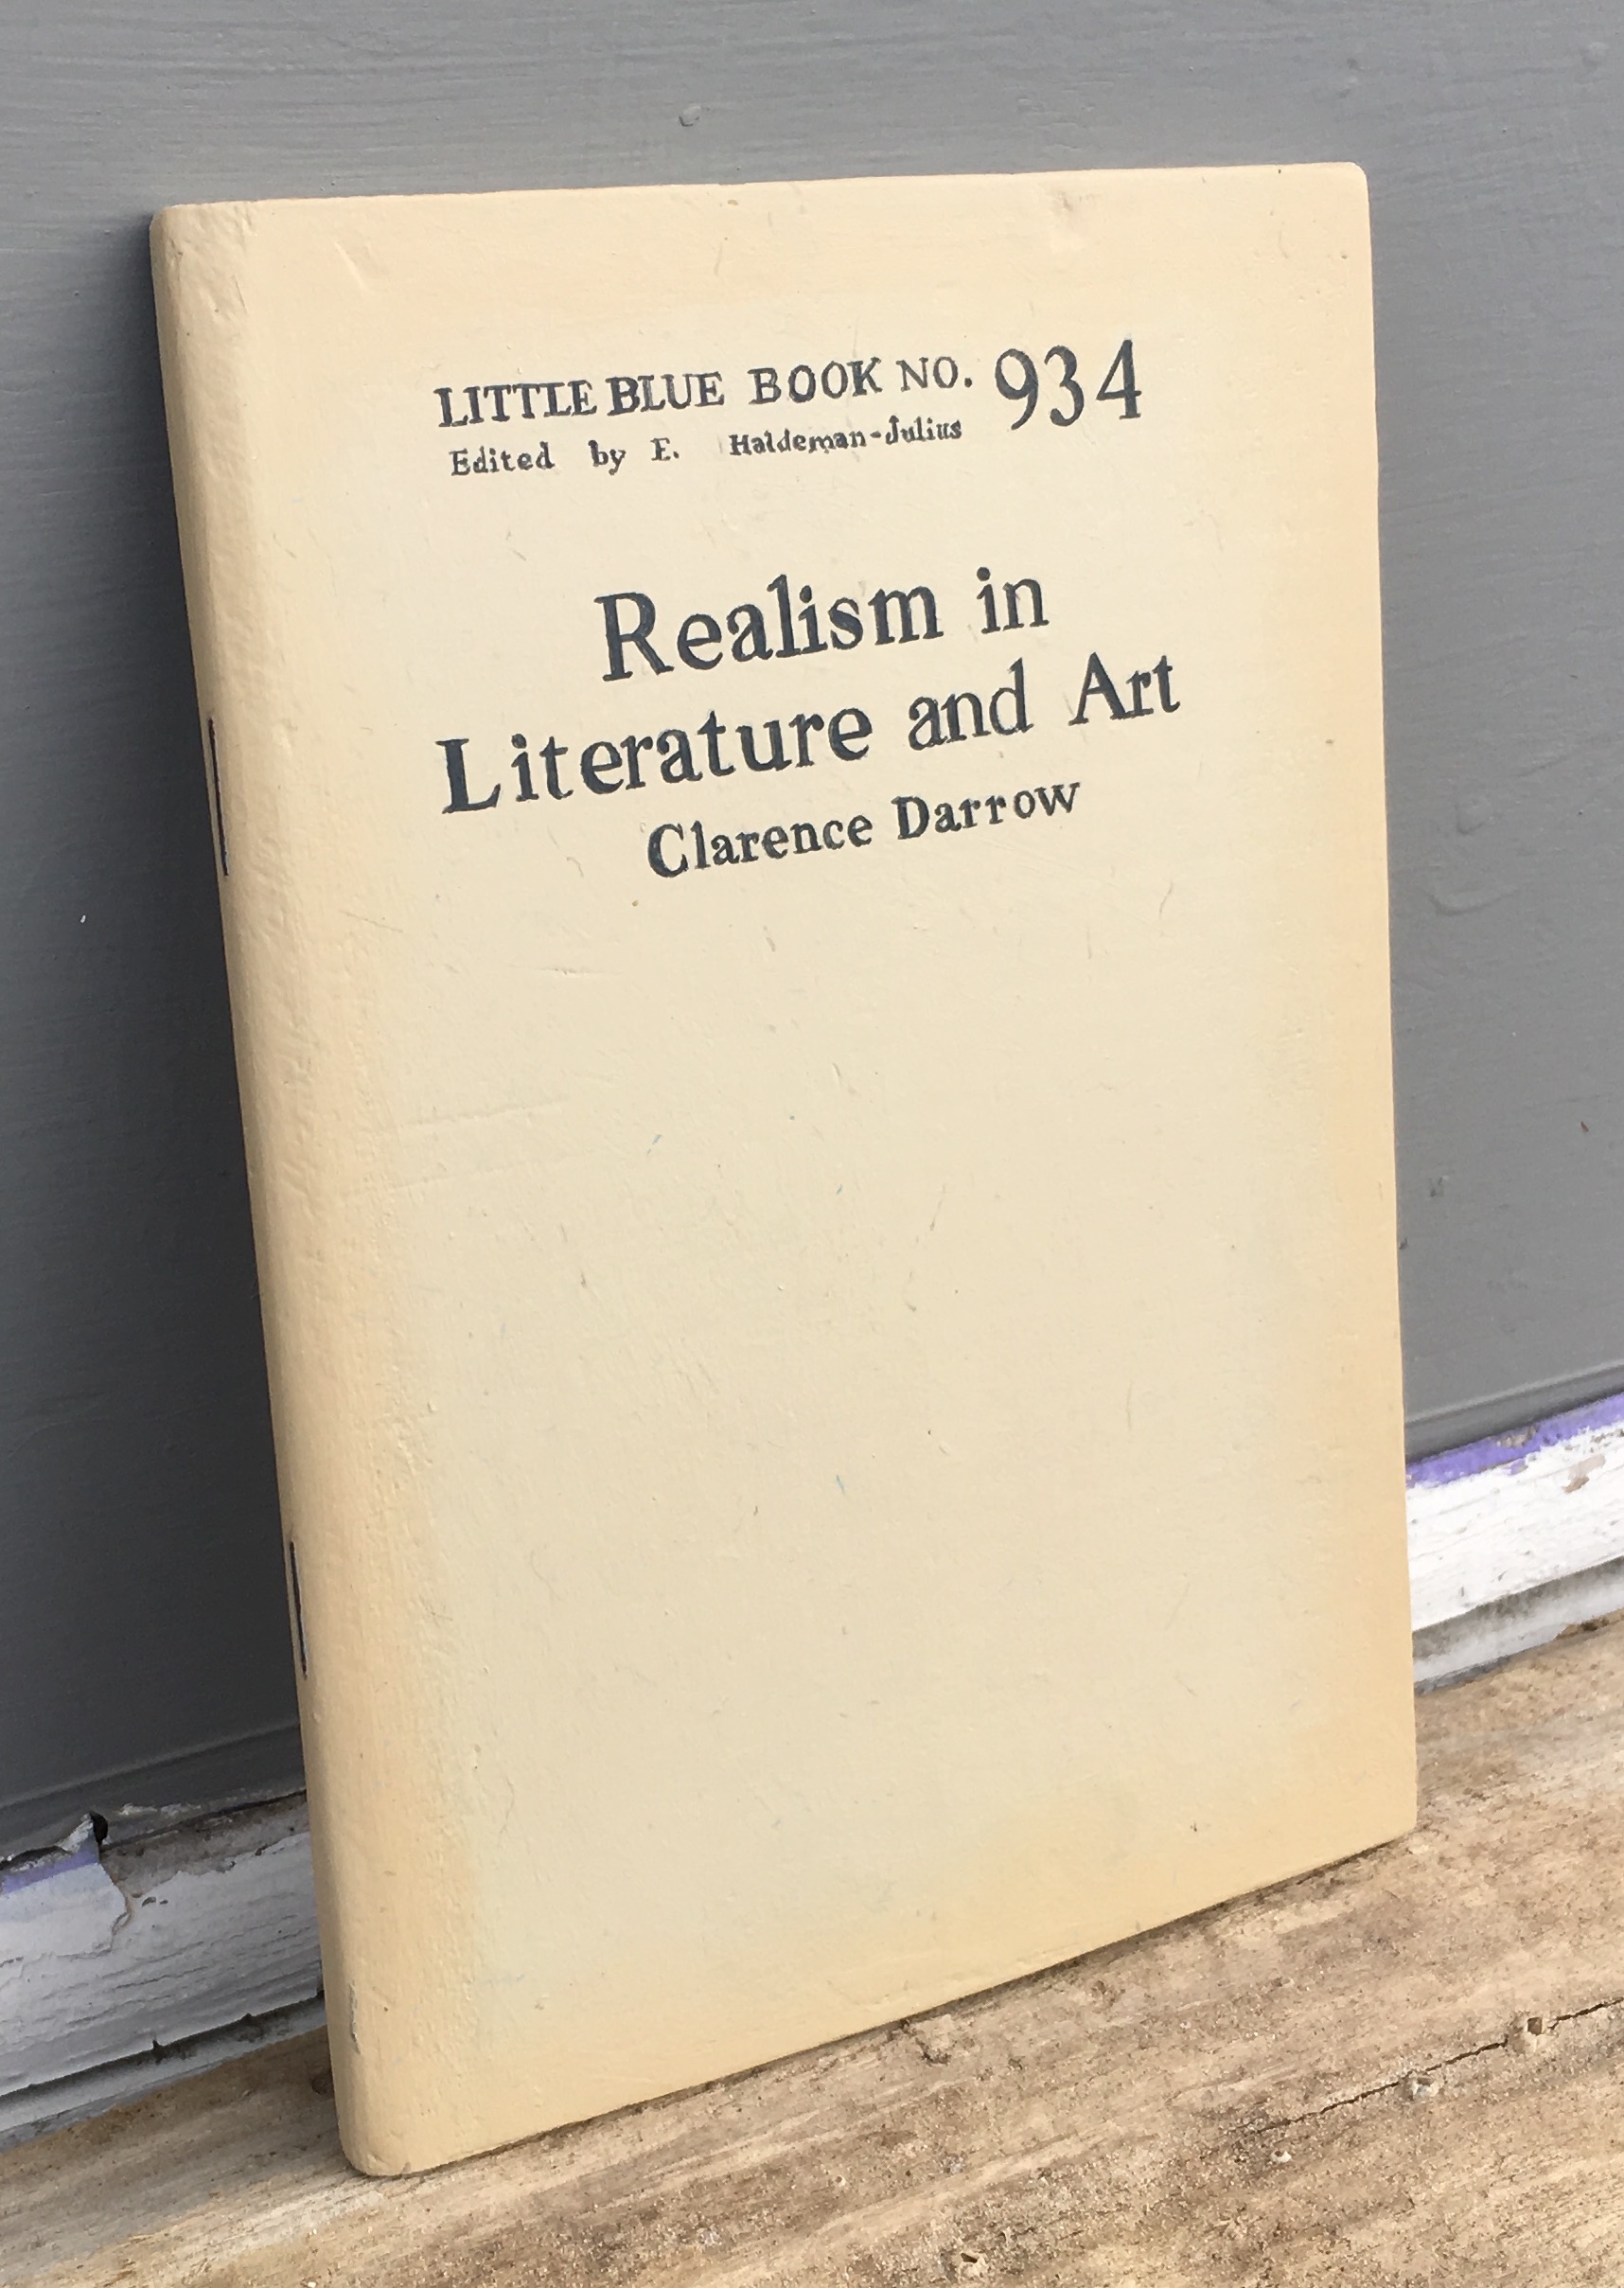 LITTLE BLUE BOOK NO. 934
Edited by E. Haldeman-Julius
Realism in
Literature and Art
Clarence Darrow